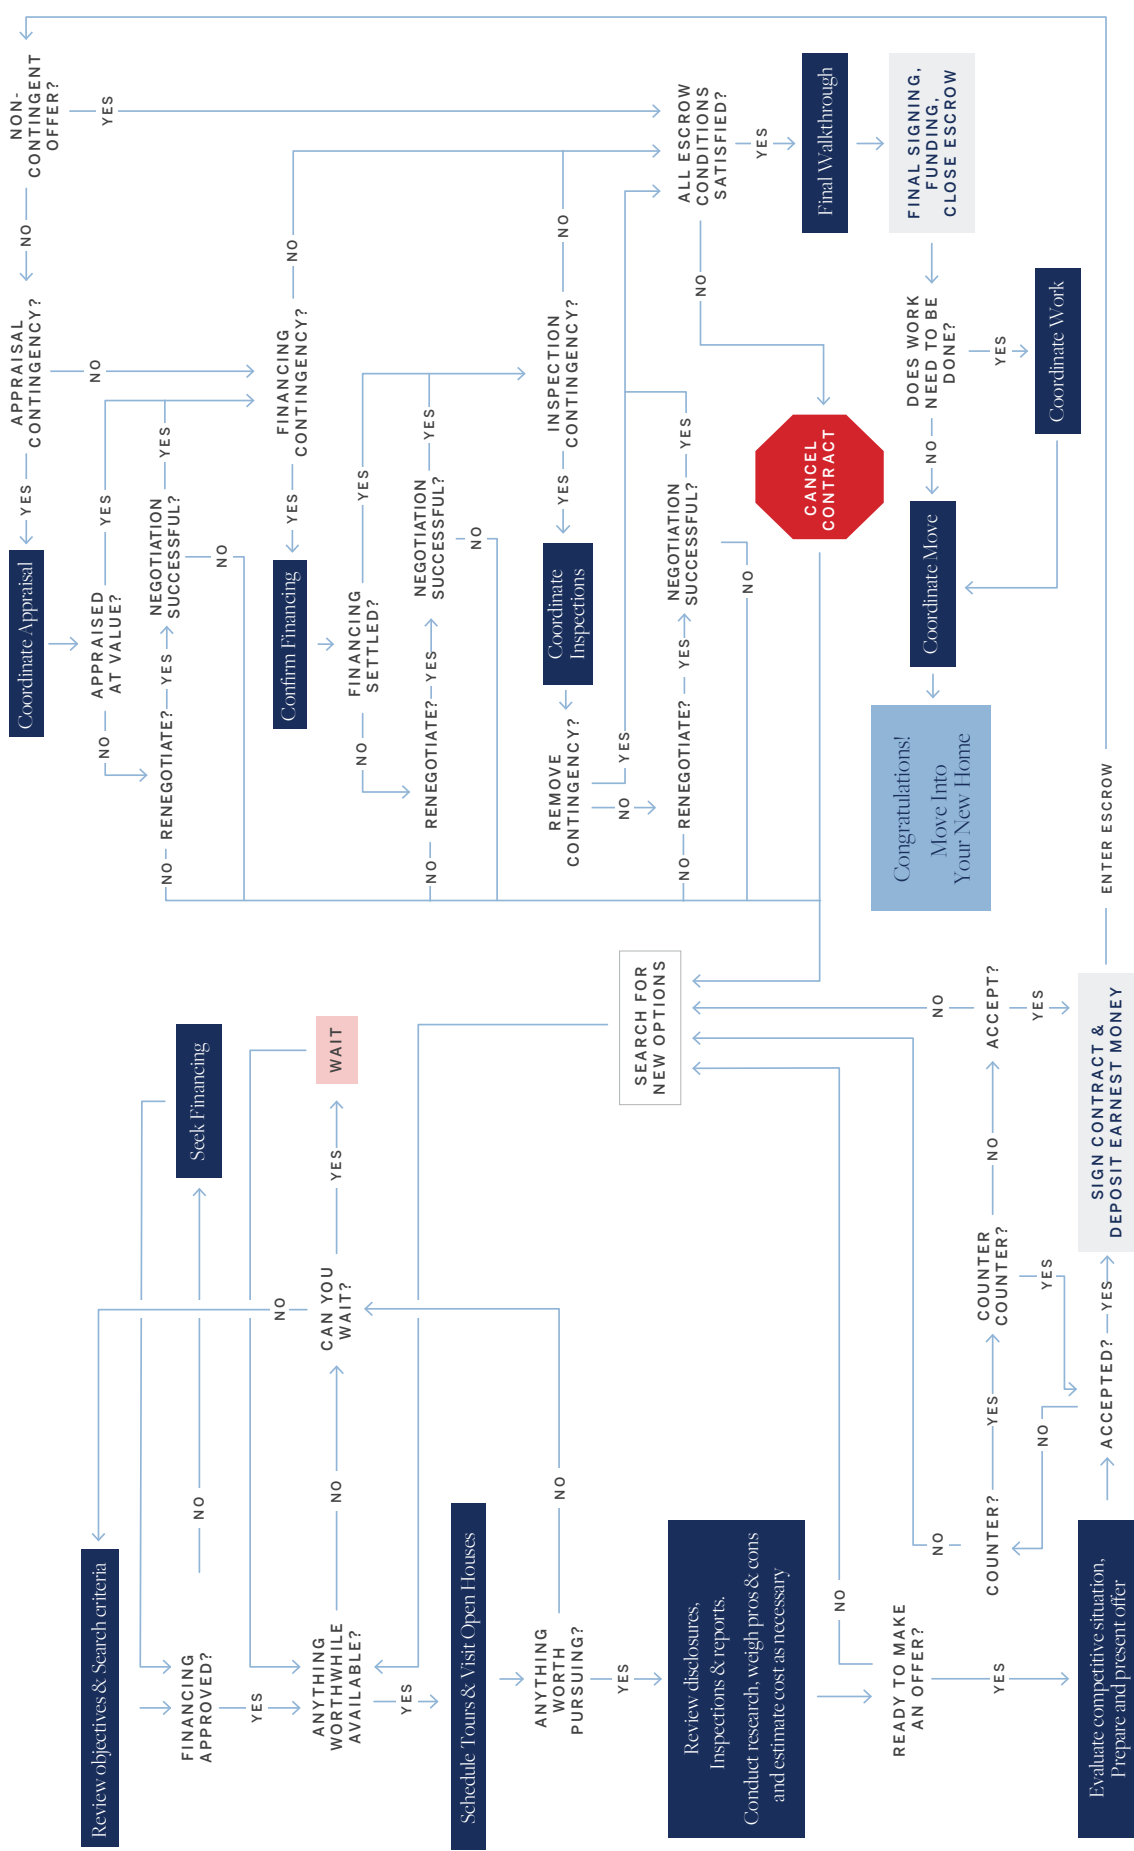 Review objectives & Search criteria
FINANCING
APPROVED?
NO
Seek Financing
YES
ANYTHING
WORTHWHILE
AVAILABLE?
NO
CAN YOU
WAIT?
NO
YES
WAIT
YES
Schedule Tours & Visit Open Houses
ANYTHING
WORTH
PURSUING?
NO
YES
Review disclosures,
Inspections & reports.
Conduct research, weigh pros & cons
and estimate cost as necessary
READY TO MAKE
AN OFFER?
NO
SEARCH FOR
NEW OPTIONS
YES
Evaluate competitive situation,
Prepare and present offer
ACCEPTED?
NO
COUNTER?
NO
YES
COUNTER
COUNTER?
YES
NO
ACCEPT?
NO
YES
YES
SIGN CONTRACT &
DEPOSIT EARNEST MONEY
ENTER ESCROW
NON-
CONTINGENT
OFFER?
YES
NO
APPRAISAL
CONTINGENCY?
NO
YES
Coordinate Appraisal
APPRAISED
AT VALUE?
YES
NO
RENEGOTIATE?
NO
YES
NEGOTIATION
SUCCESSFUL?
YES
NO
FINANCING
CONTINGENCY?
NO
YES
Confirm Financing
FINANCING
SETTLED?
YES
NO
RENEGOTIATE?
NO
YES
NEGOTIATION
SUCCESSFUL?
YES
NO
INSPECTION
CONTINGENCY?
NO
YES
Coordinate
Inspections
REMOVE
CONTINGENCY?
YES
NO
RENEGOTIATE?
NO
YES
NEGOTIATION
SUCCESSFUL?
YES
NO
ALL ESCROW
CONDITIONS
SATISFIED?
NO
CANCEL
CONTRACT
YES
Final Walkthrough
FINAL SIGNING,
FUNDING,
CLOSE ESCROW
DOES WORK
NEED TO BE
DONE?
YES
Coordinate Work
NO
Coordinate Move
Congratulations!
Move Into
Your New Home